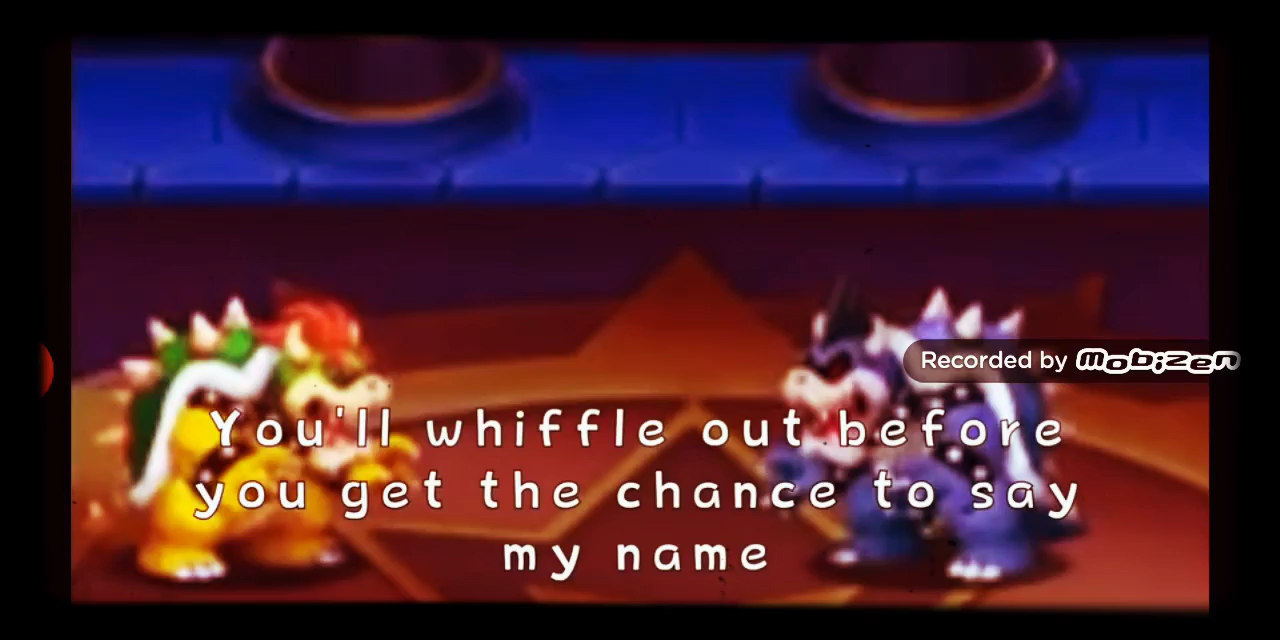 Recorded by mobizen
You'll whiffle out before
you get the chance to say
my name